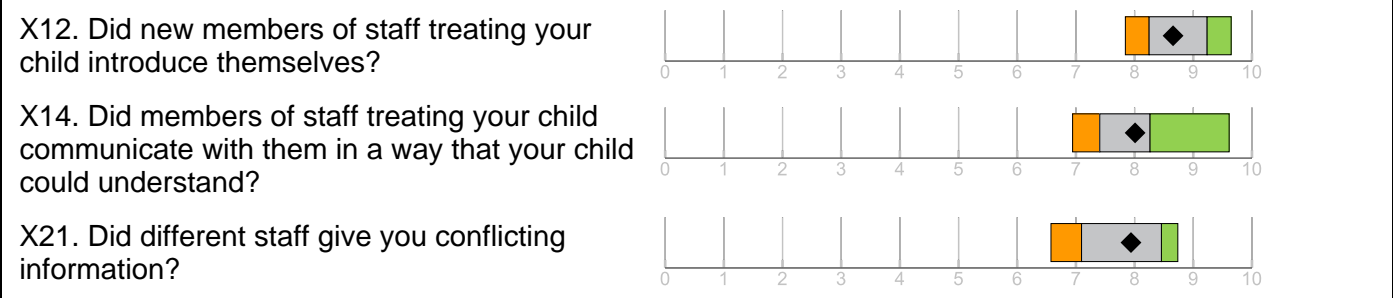 X12. Did new members of staff treating your
child introduce themselves?
0 1 2 3 4 5 6 7 8 9 10
X14. Did members of staff treating your child
communicate with them in a way that your child
could understand?
0 1 2 3 4 5 6 7 8 9 10
X21. Did different staff give you conflicting
information?
0 1 2 3 4 5 6 7 8 9 10